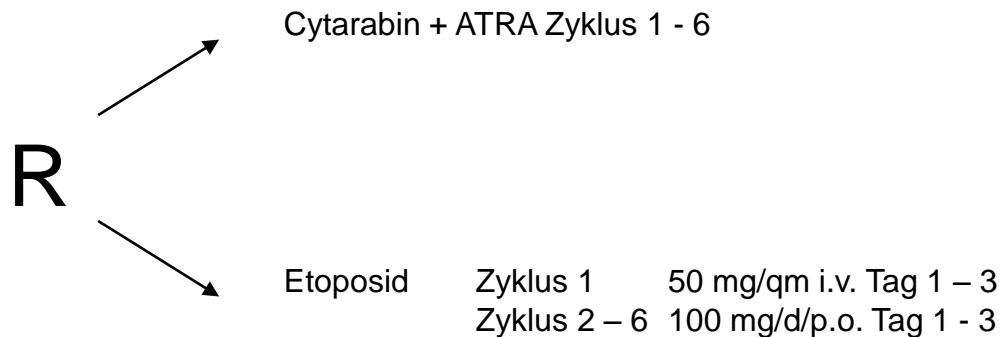 Cytarabin + ATRA Zyklus 1 - 6
R
Etoposid Zyklus 1 50 mg/qm i.v. Tag 1 – 3
Zyklus 2 – 6 100 mg/d/p.o. Tag 1 - 3